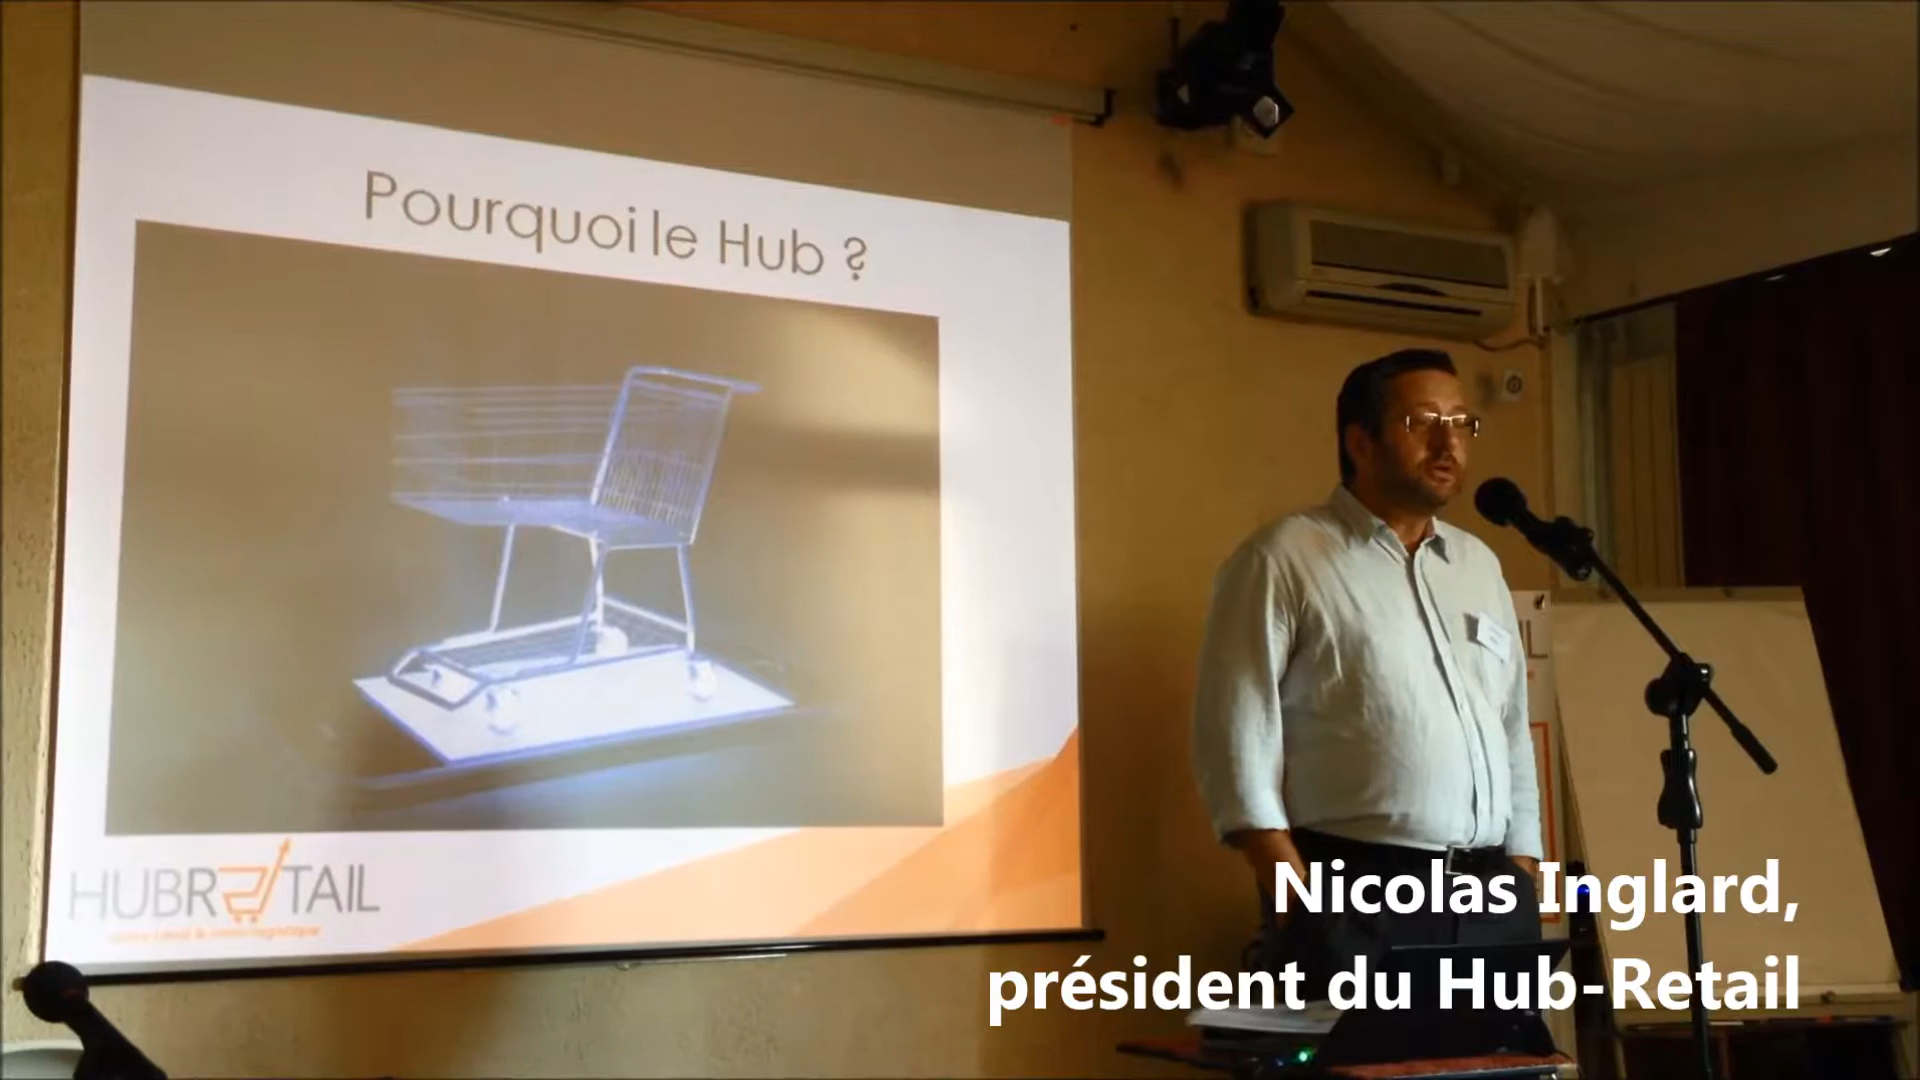 Pourquoi le Hub ?
HUBRETAIL
Nicolas Inglard,
président du Hub-Retail